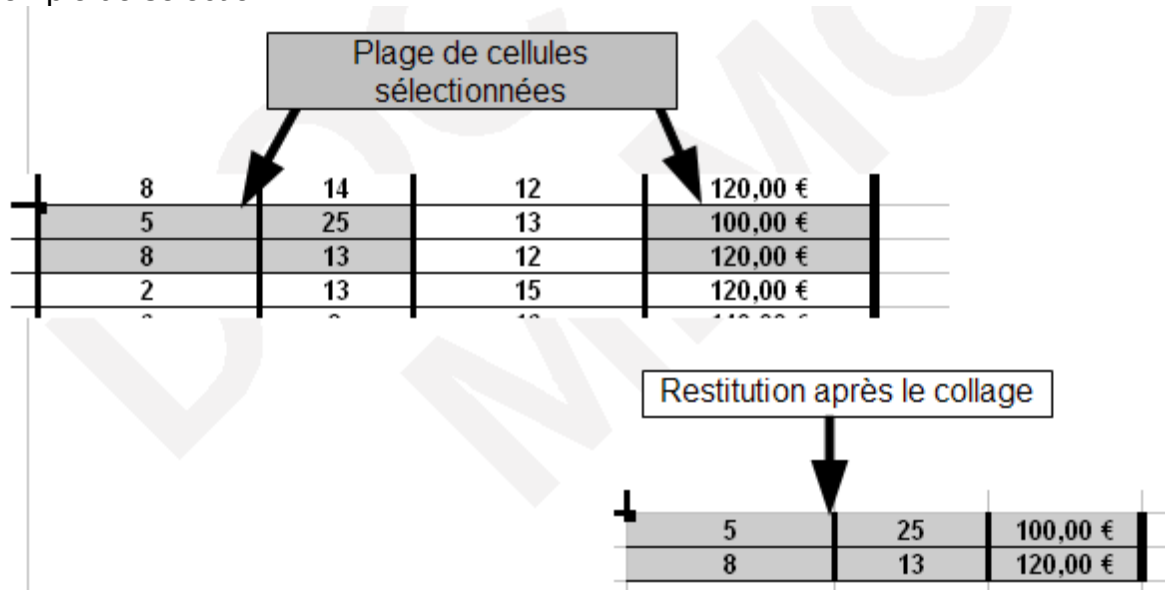 Plage de cellules
sélectionnées
8 14 12 120,00 €
5 25 13 100,00 €
8 13 12 120,00 €
2 13 15 120,00 €
Restitution après le collage
5 25 100,00 €
8 13 120,00 €